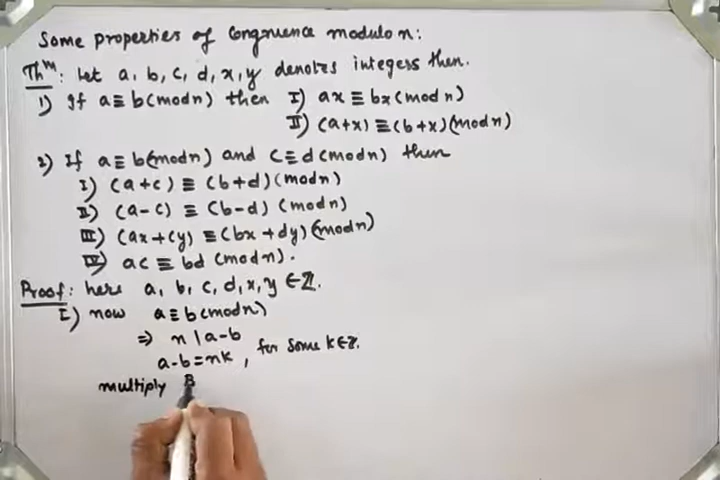 Some properties of Congruence modulo n:
Thm: Let a, b, c, d, x, y denotes integers then.
1) If a ≡ b (mod n) then I) ax ≡ bx (mod n)
II) (a+x) ≡ (b+x) (mod n)
2) If a ≡ b (mod n) and c ≡ d (mod n) then
I) (a+c) ≡ (b+d) (mod n)
II) (a-c) ≡ (b-d) (mod n)
III) (ax+cy) ≡ (bx+dy) (mod n)
IV) ac ≡ bd (mod n).
Proof: here a, b, c, d, x, y ∈ ℤ.
I) now a ≡ b (mod n)
⇒ n | a-b
a-b = nk, for some k ∈ ℤ.
multiply B